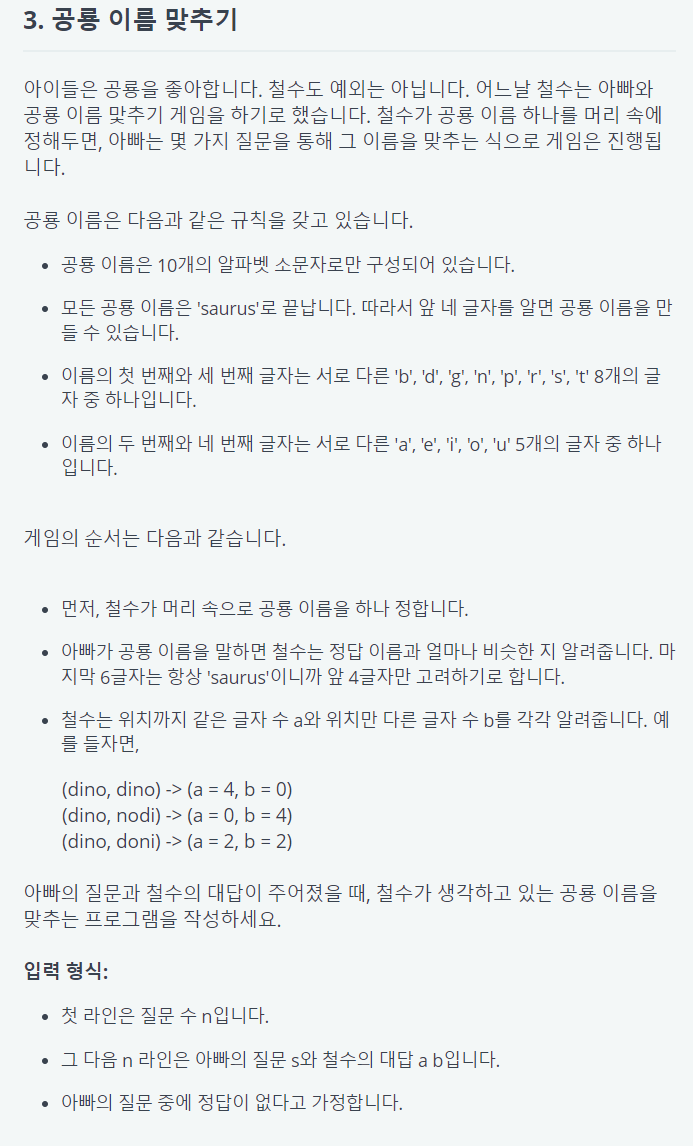 3. 공룡 이름 맞추기
아이들은 공룡을 좋아합니다. 철수도 예외는 아닙니다. 어느날 철수는 아빠와
공룡 이름 맟추기 게임을 하기로 했습니다. 철수가 공룡 이름 하나를 머리 속에
정해두면, 아빠는 몇 가지 질문을 통해 그 이름을 맞추는 식으로 게임은 진행됩
니다.
공룡 이름은 다음과 같은 규칙을 갖고 있습니다.
• 공룡 이름은 10개의 알파벳 소문자로만 구성되어 있습니다.
• 모든 공룡 이름은 'saurus'로 끝납니다. 따라서 앞 네 글자를 알면 공룡 이름을 만
들 수 있습니다.
• 이름의 첫 번째와 세 번째 글자는 서로 다른 'b', 'd', 'g', 'n', 'p', 'r', 's', 't' 8개의 글
자 중 하나입니다.
• 이름의 두 번째와 네 번째 글자는 서로 다른 'a', 'e', 'i', 'o', 'u' 5개의 글자 중 하나
입니다.
게임의 순서는 다음과 같습니다.
• 먼저, 철수가 머리 속으로 공룡 이름을 하나 정합니다.
• 아빠가 공룡 이름을 말하면 철수는 정답 이름과 얼마나 비슷한 지 알려줍니다. 마
지막 6글자는 항상 'saurus'이니까 앞 4글자만 고려하기로 합니다.
• 철수는 위치까지 같은 글자 수 a와 위치만 다른 글자 수 b를 각각 알려줍니다. 예
를 들자면,
(dino, dino) -> (a = 4, b = 0)
(dino, nodi) -> (a = 0, b = 4)
(dino, doni) -> (a = 2, b = 2)
아빠의 질문과 철수의 대답이 주어졌을 때, 철수가 생각하고 있는 공룡 이름을
맞추는 프로그램을 작성하세요.
입력 형식:
• 첫 라인은 질문 수 n입니다.
• 그 다음 n 라인은 아빠의 질문 s와 철수의 대답 a b입니다.
• 아빠의 질문 중에 정답이 없다고 가정합니다.